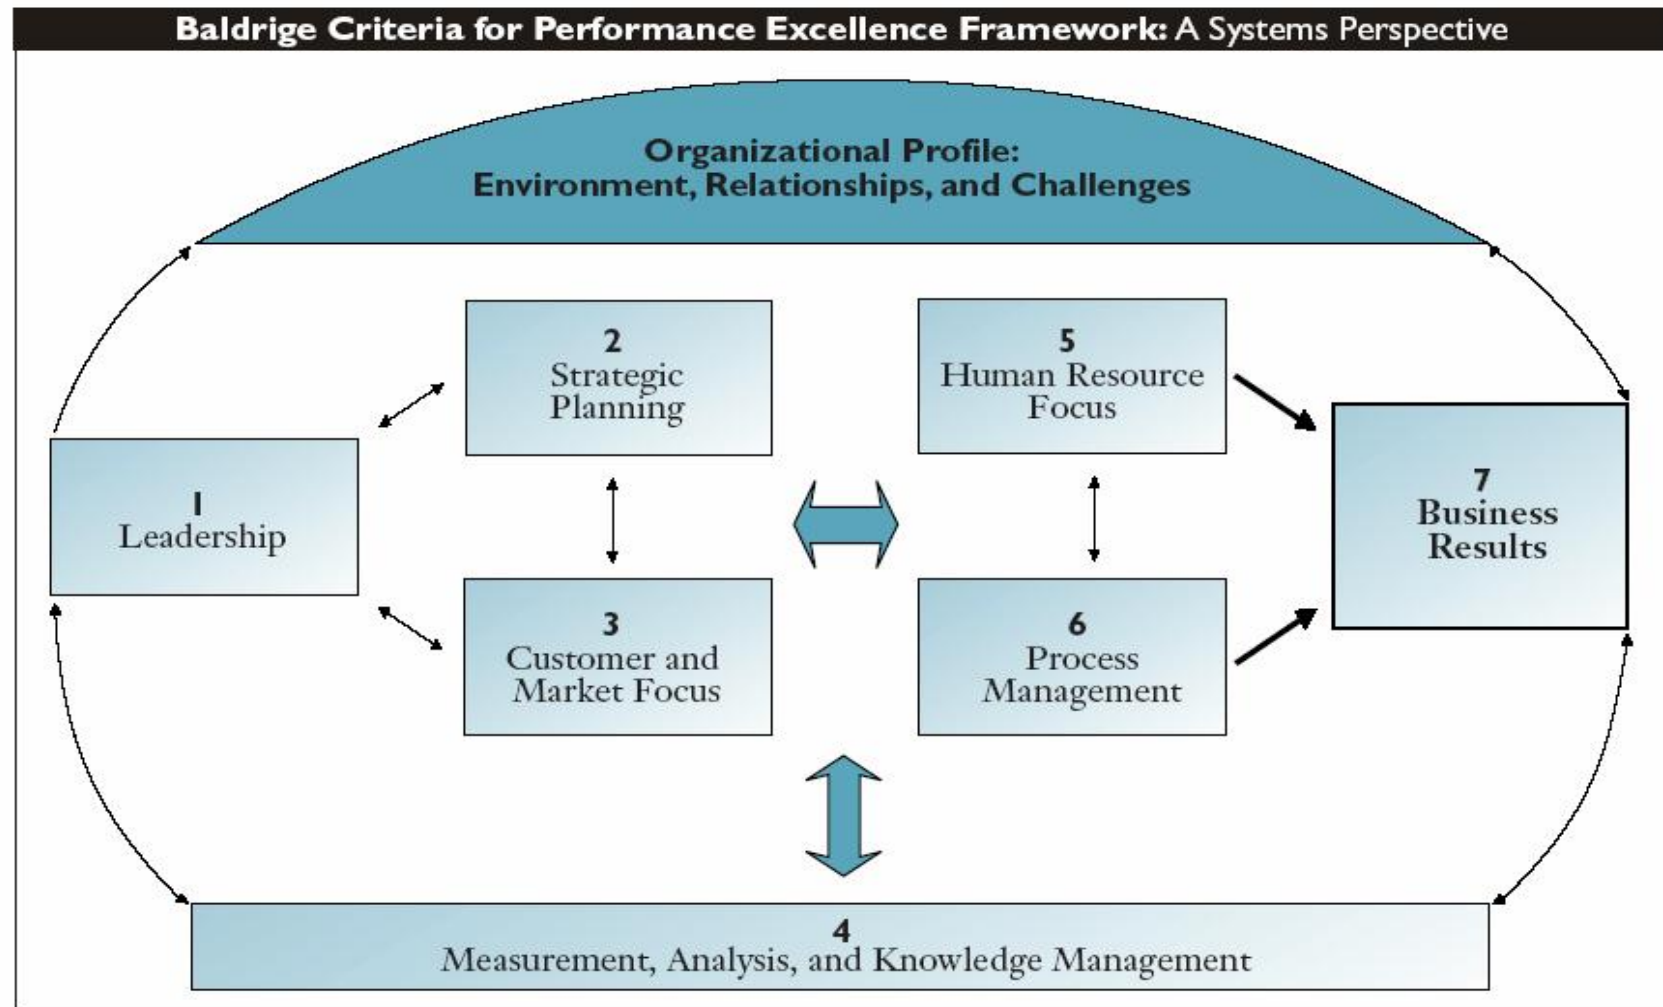 Baldrige Criteria for Performance Excellence Framework: A Systems Perspective
Organizational Profile:
Environment, Relationships, and Challenges
2
Strategic
Planning
5
Human Resource
Focus
1
Leadership
7
Business
Results
3
Customer and
Market Focus
6
Process
Management
4
Measurement, Analysis, and Knowledge Management